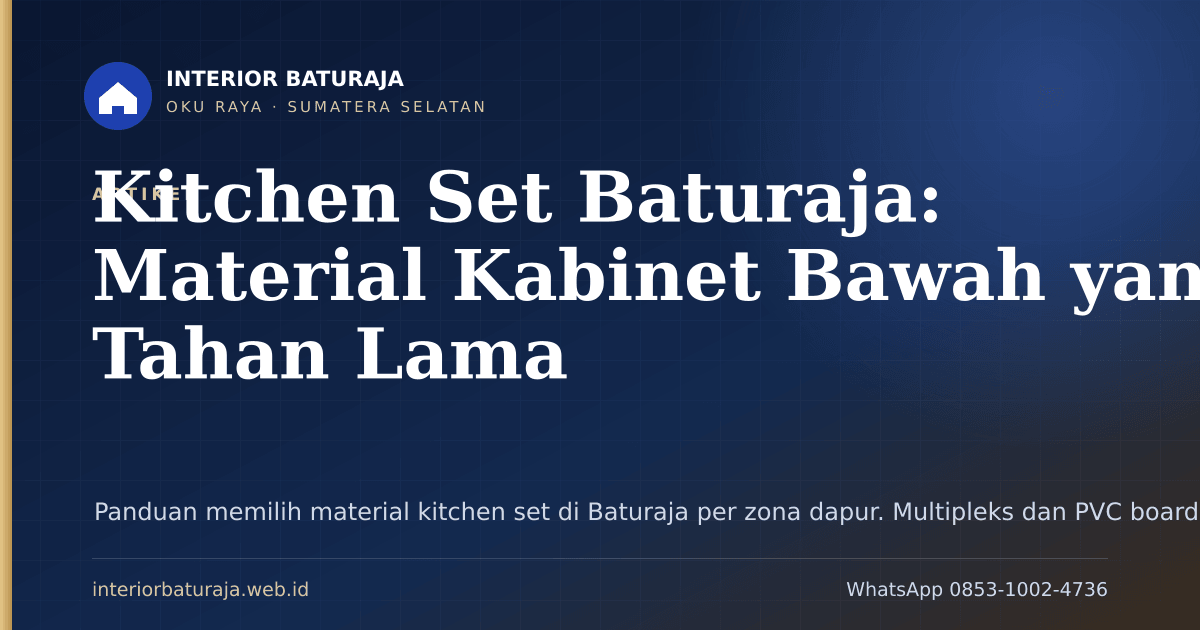 INTERIOR BATURAJA
OKU RAYA · SUMATERA SELATAN
Kitchen Set Baturaja:
Material Kabinet Bawah yan
Tahan Lama
Panduan memilih material kitchen set di Baturaja per zona dapur. Multipleks dan PVC board
interiorbaturaja.web.id
WhatsApp 0853-1002-4736